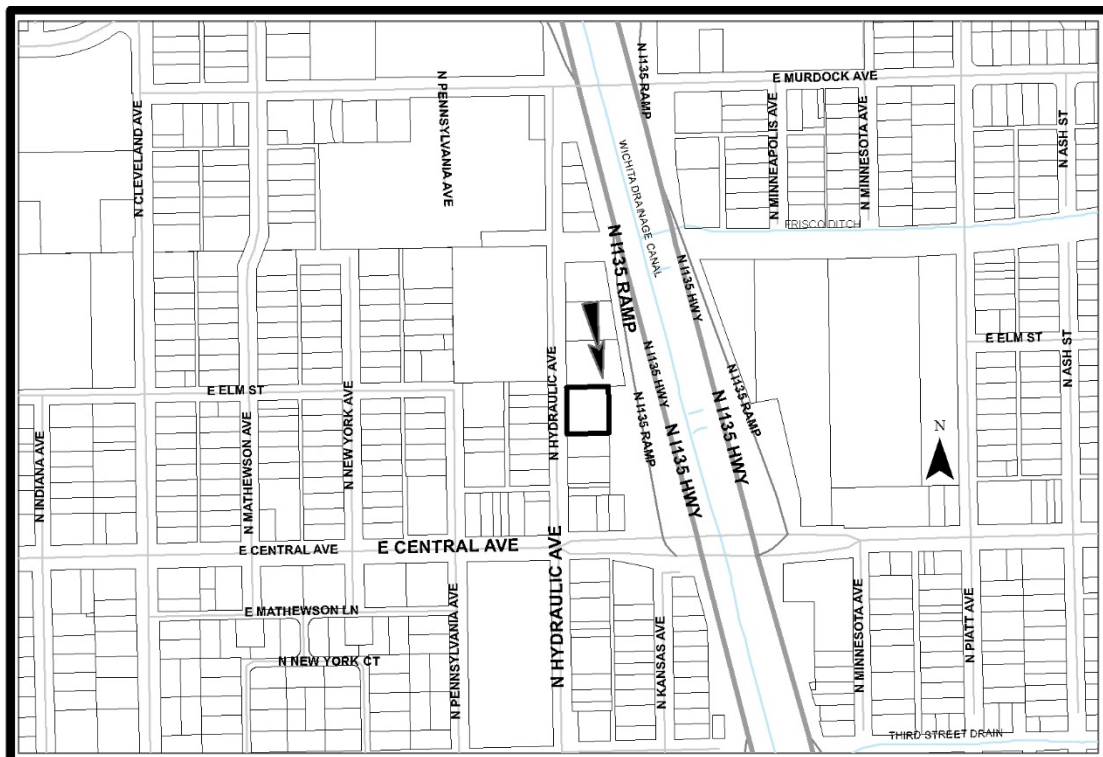 E MURDOCK AVE
N I135 RAMP
N PENNSYLVANIA AVE
N CLEVELAND AVE
N MINNEAPOLIS AVE
N MINNESOTA AVE
N ASH ST
WICHITA DRAINAGE CANAL
FRISCO DITCH
N I135 RAMP
N I135 HWY
E ELM ST
N ASH ST
N HYDRAULIC AVE
N I135 HWY
N I135 RAMP
E ELM ST
N I135 RAMP
N I135 HWY
N I135 HWY
N
N INDIANA AVE
N MATHEWSON AVE
N NEW YORK AVE
E CENTRAL AVE
E CENTRAL AVE
N HYDRAULIC AVE
E MATHEWSON LN
N PENNSYLVANIA AVE
N NEW YORK CT
N KANSAS AVE
N MINNESOTA AVE
N PIATT AVE
THIRD STREET DRAIN